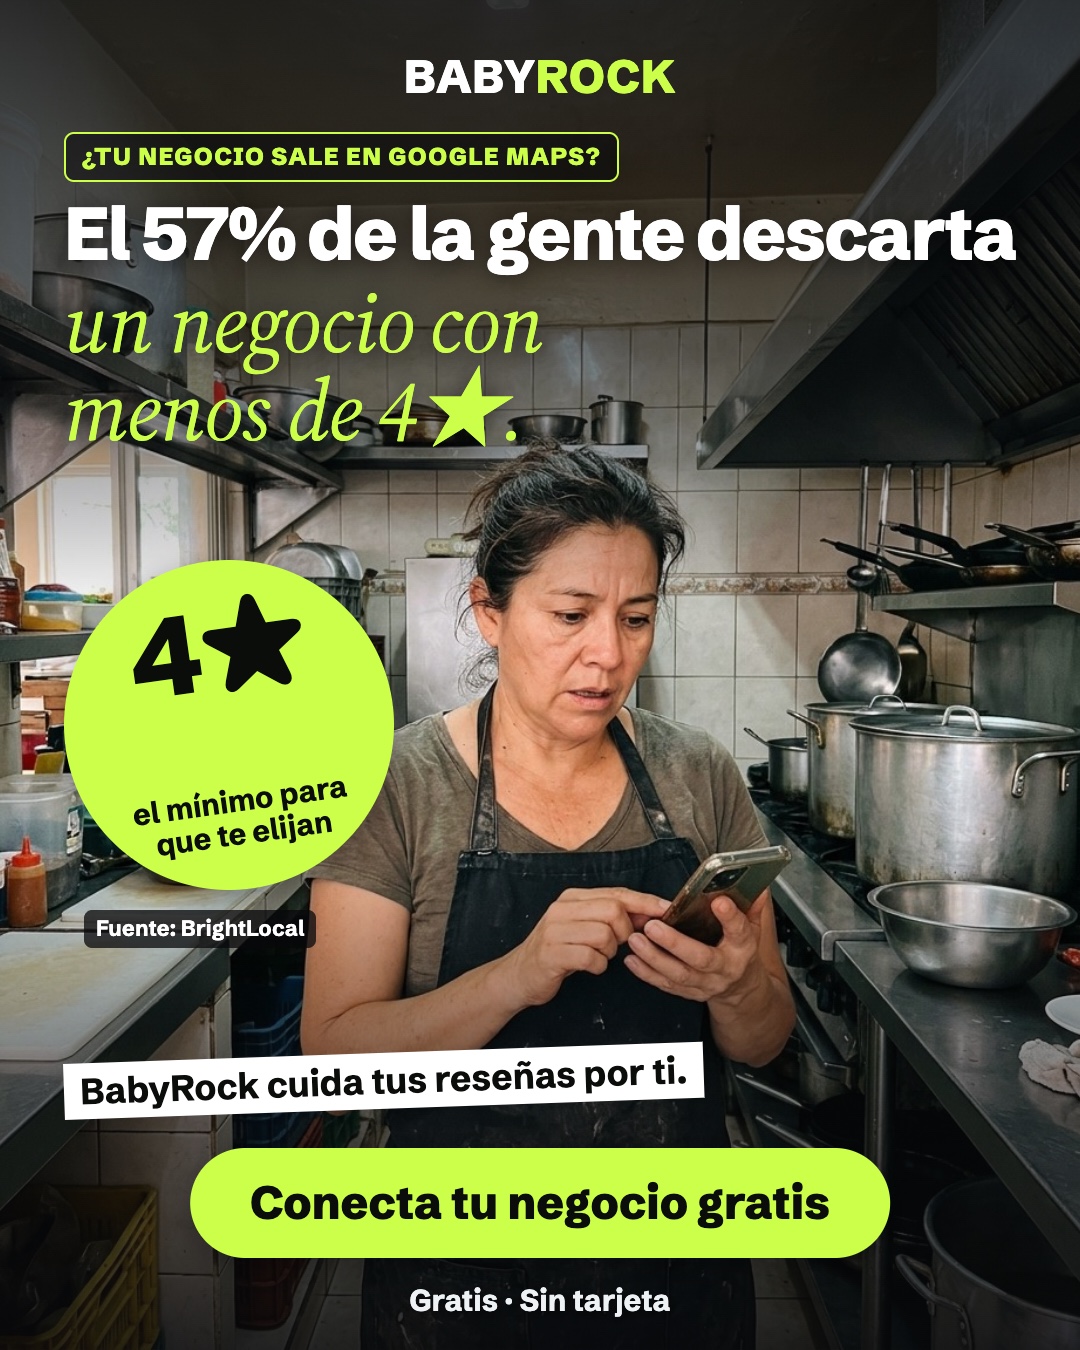 BABYROCK
¿TU NEGOCIO SALE EN GOOGLE MAPS?
El 57% de la gente descarta
un negocio con
menos de 4★.
4★
el mínimo para
que te elijan
Fuente: BrightLocal
BabyRock cuida tus reseñas por ti.
Conecta tu negocio gratis
Gratis · Sin tarjeta